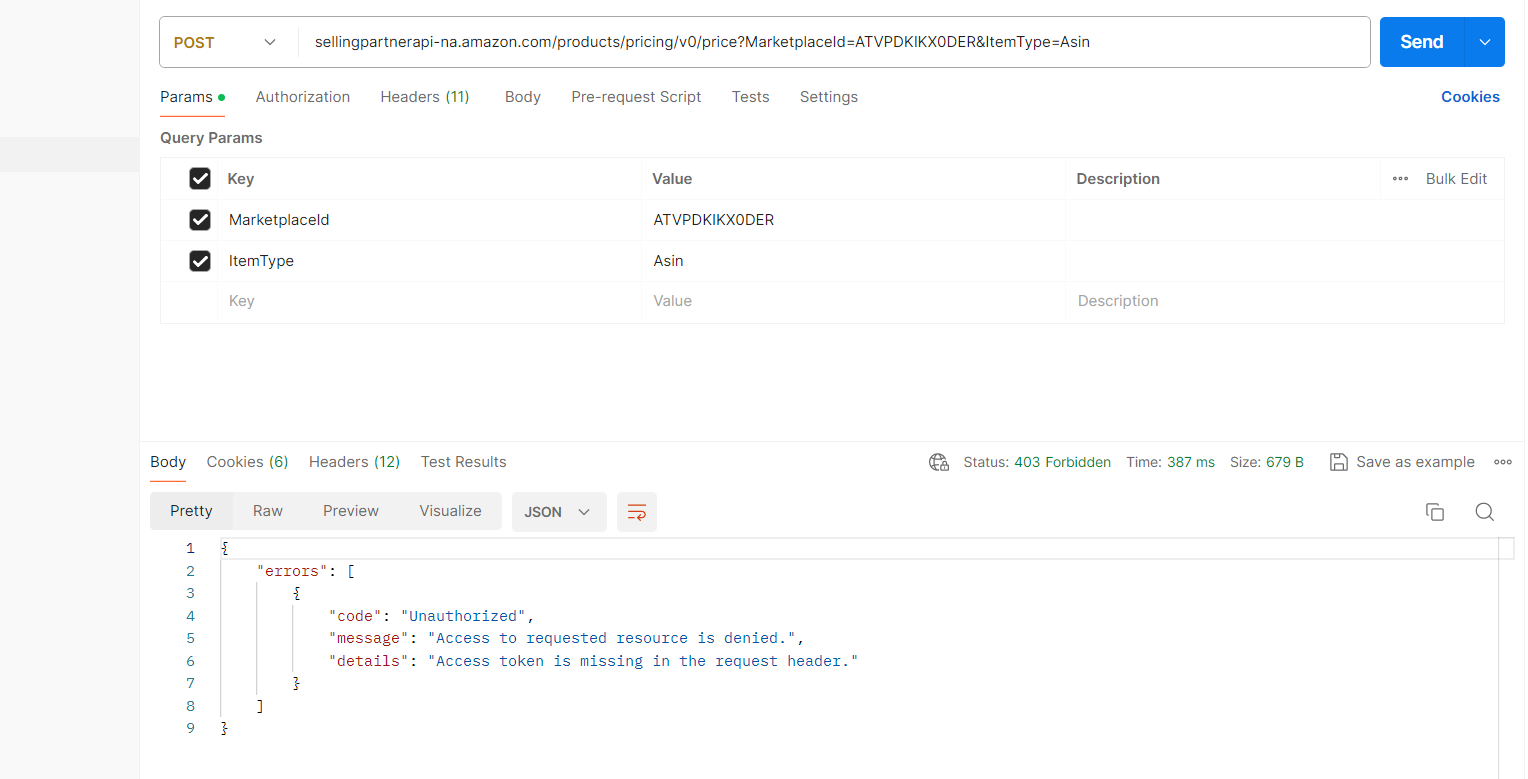 POST sellingpartnerapi-na.amazon.com/products/pricing/v0/price?MarketplaceId=ATVPDKIKX0DER&ItemType=Asin Send
Params Authorization Headers (11) Body Pre-request Script Tests Settings Cookies
Query Params
Key Value Description Bulk Edit
MarketplaceId ATVPDKIKX0DER
ItemType Asin
Key Value Description
Body Cookies (6) Headers (12) Test Results Status: 403 Forbidden Time: 387 ms Size: 679 B Save as example
Pretty Raw Preview Visualize JSON
1 {
2 "errors": [
3 {
4 "code": "Unauthorized",
5 "message": "Access to requested resource is denied.",
6 "details": "Access token is missing in the request header."
7 }
8 ]
9 }